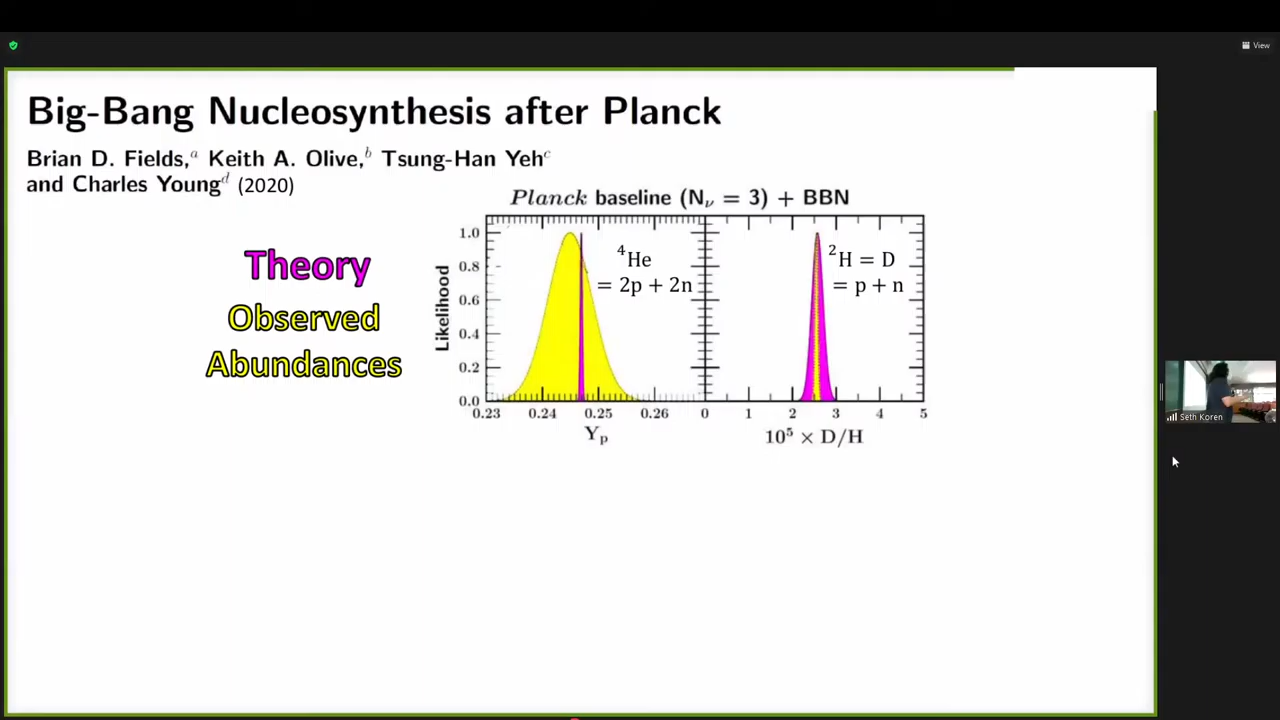 View
Big-Bang Nucleosynthesis after Planck
Brian D. Fields,ᵃ Keith A. Olive,ᵇ Tsung-Han Yehᶜ
and Charles Youngᵈ (2020)
Planck baseline (Nᵥ = 3) + BBN
Theory
Observed
Abundances
Likelihood
1.0
0.8
0.6
0.4
0.2
0.0
⁴He
= 2p + 2n
²H = D
= p + n
0.23 0.24 0.25 0.26 0 1 2 3 4 5
Yₚ
10⁵ × D/H
Seth Koren